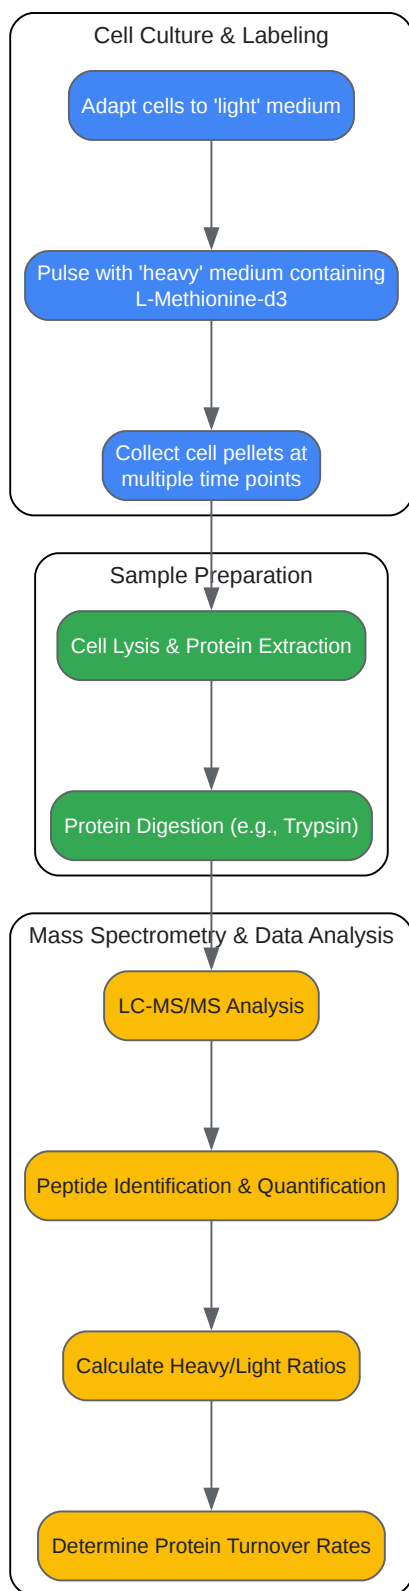 Cell Culture & Labeling
Adapt cells to 'light' medium
Pulse with 'heavy' medium containing
L-Methionine-d3
Collect cell pellets at
multiple time points
Sample Preparation
Cell Lysis & Protein Extraction
Protein Digestion (e.g., Trypsin)
Mass Spectrometry & Data Analysis
LC-MS/MS Analysis
Peptide Identification & Quantification
Calculate Heavy/Light Ratios
Determine Protein Turnover Rates